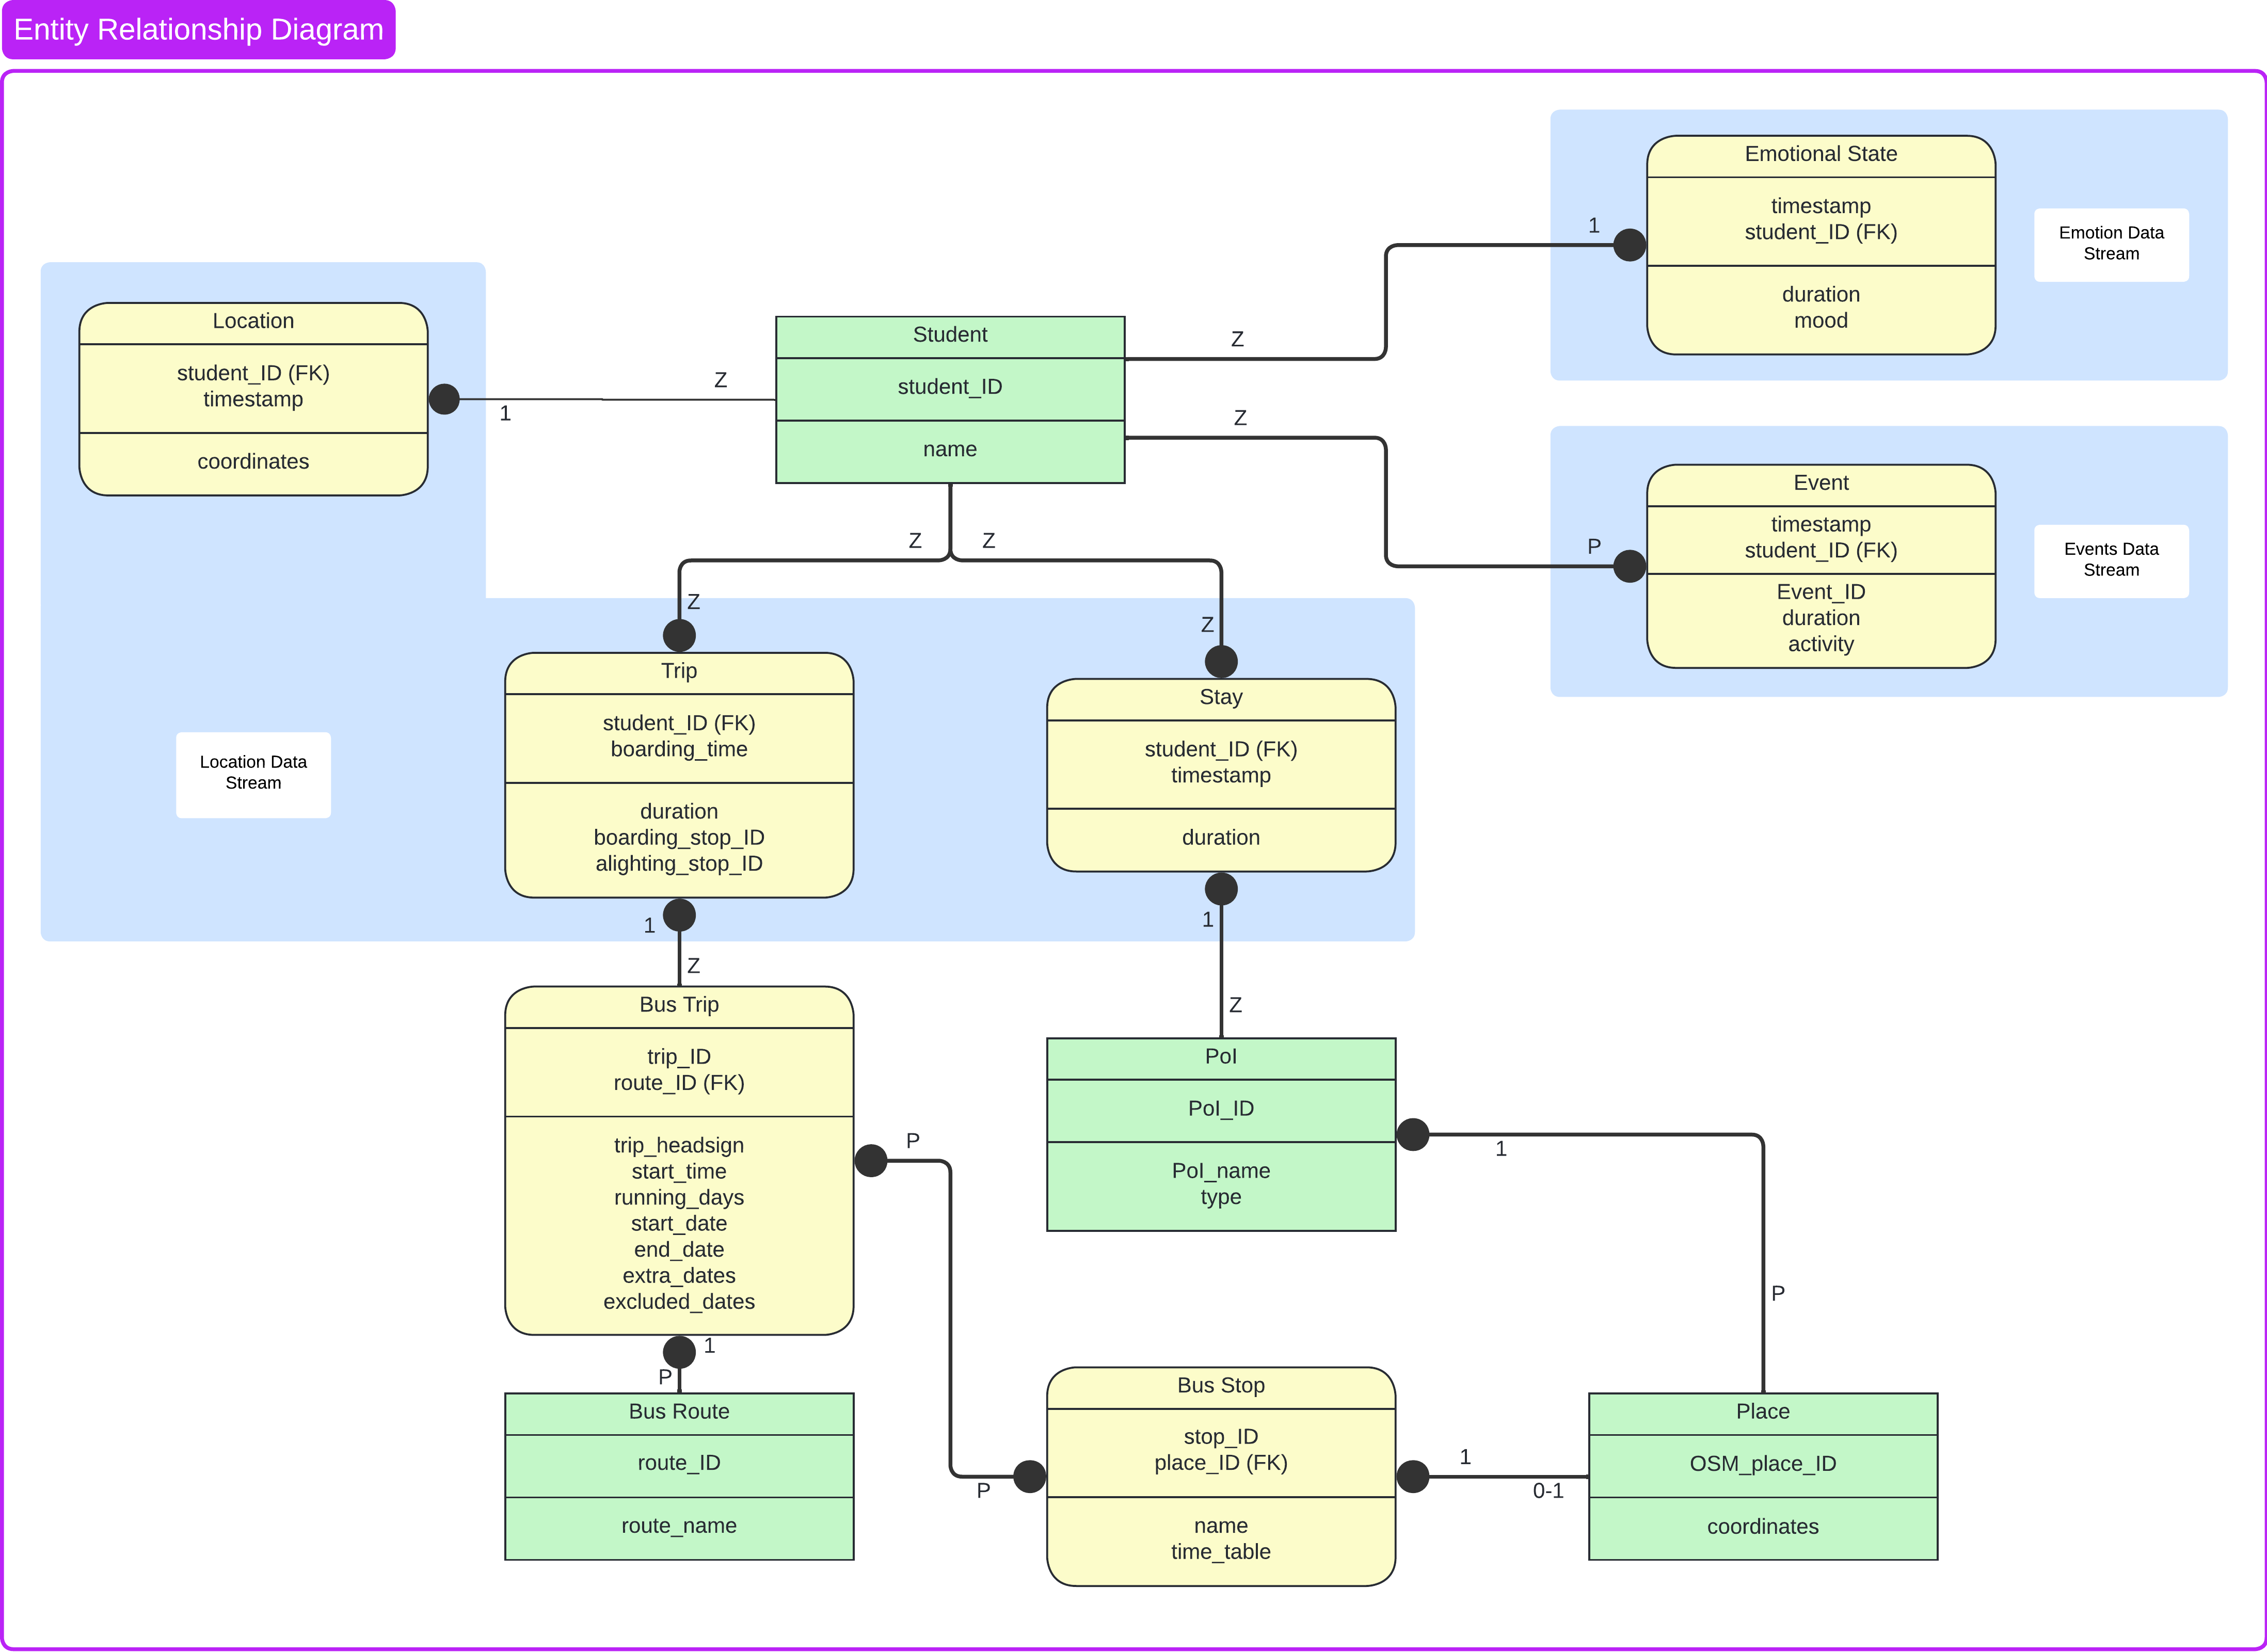 Entity Relationship Diagram
Emotional State
timestamp
student_ID (FK)
duration
mood
Emotion Data
Stream
1
Location
student_ID (FK)
timestamp
coordinates
1
Z
Student
student_ID
name
Z
Z
Event
timestamp
student_ID (FK)
Event_ID
duration
activity
Events Data
Stream
P
Z
Z
Z
Z
Trip
student_ID (FK)
boarding_time
duration
boarding_stop_ID
alighting_stop_ID
Stay
student_ID (FK)
timestamp
duration
Location Data
Stream
1
Z
1
Z
Bus Trip
trip_ID
route_ID (FK)
trip_headsign
start_time
running_days
start_date
end_date
extra_dates
excluded_dates
PoI
PoI_ID
PoI_name
type
P
1
P
1
P
Bus Route
route_ID
route_name
P
Bus Stop
stop_ID
place_ID (FK)
name
time_table
1
0-1
Place
OSM_place_ID
coordinates